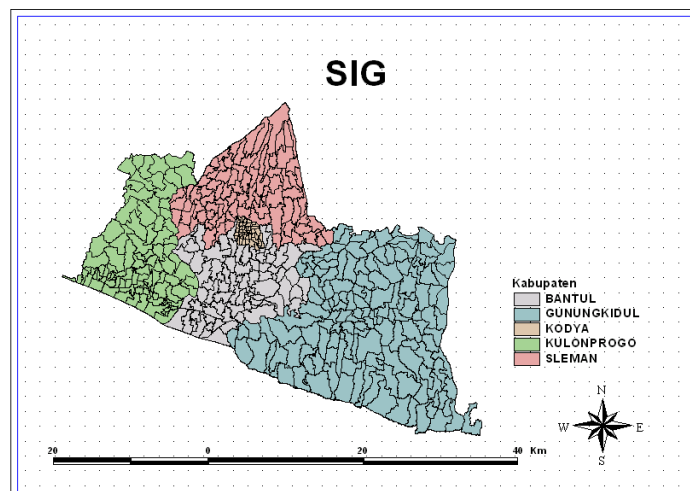 SIG
Kabupaten
BANTUL
GUNUNGKIDUL
KODYA
KULONPROGO
SLEMAN
N
W E
S
20 0 20 40 Km